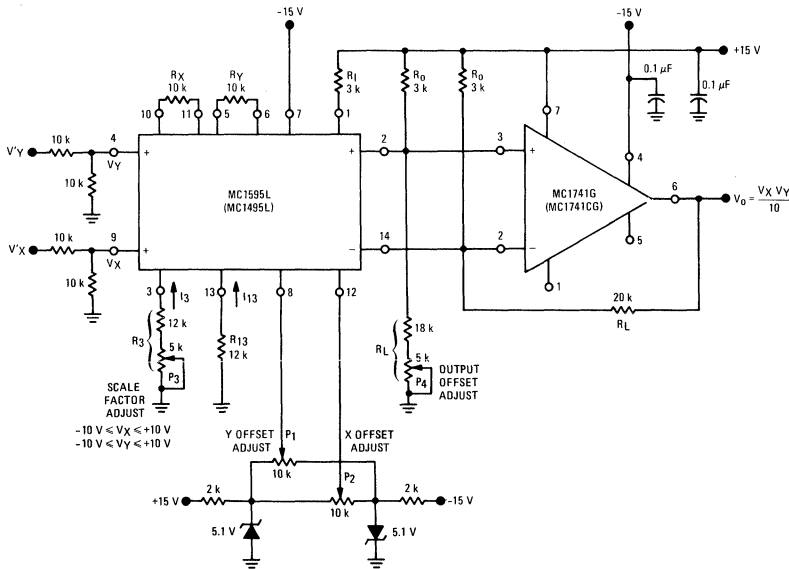 -15 V
-15 V
+15 V
RX
10 k
RY
10 k
RI
3 k
Ro
3 k
Ro
3 k
0.1 μF
0.1 μF
10
11
5
6
7
1
7
V'Y
10 k
4
+
VY
10 k
MC1595L
(MC1495L)
+
2
3
+
4
MC1741G
(MC1741CG)
6
Vo = VX VY
10
V'X
10 k
9
+
VX
10 k
−
14
2
−
5
1
3
I3
13
I13
8
12
20 k
RL
R3
12 k
5 k
P3
R13
12 k
RL
18 k
5 k
P4
OUTPUT
OFFSET
ADJUST
SCALE
FACTOR
ADJUST
-10 V ≤ VX ≤ +10 V
-10 V ≤ VY ≤ +10 V
Y OFFSET
ADJUST
P1
X OFFSET
ADJUST
10 k
P2
+15 V
2 k
10 k
2 k
-15 V
5.1 V
5.1 V